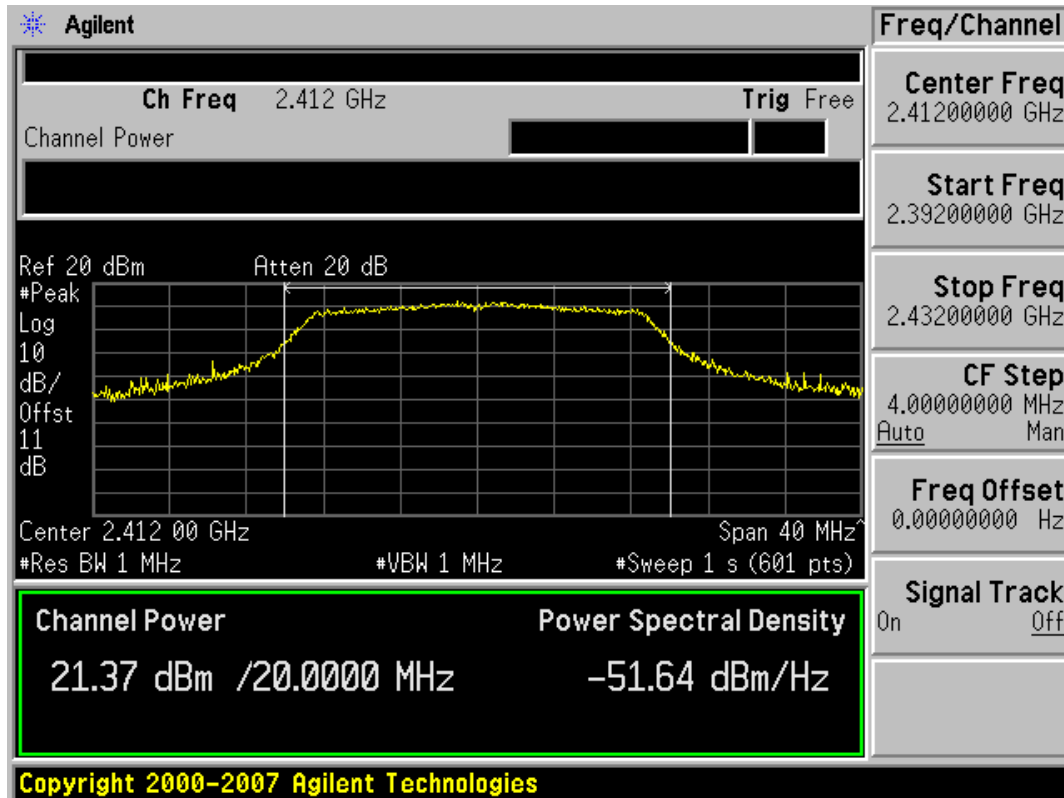 Agilent
Freq/Channel
Ch Freq 2.412 GHz Trig Free
Channel Power
Center Freq
2.41200000 GHz
Start Freq
2.39200000 GHz
Stop Freq
2.43200000 GHz
CF Step
4.00000000 MHz
Auto Man
Freq Offset
0.00000000 Hz
Signal Track
On Off
Ref 20 dBm Atten 20 dB
#Peak
Log
10
dB/
Offst
11
dB
Center 2.412 00 GHz Span 40 MHz^
#Res BW 1 MHz #VBW 1 MHz #Sweep 1 s (601 pts)
Channel Power Power Spectral Density
21.37 dBm /20.0000 MHz -51.64 dBm/Hz
Copyright 2000-2007 Agilent Technologies